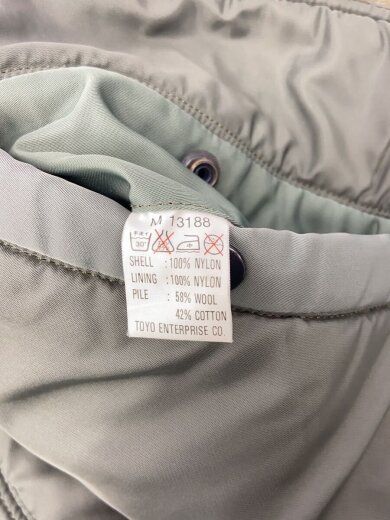 M 13188
SHELL : 100% NYLON
LINING : 100% NYLON
PILE : 58% WOOL
42% COTTON
TOYO ENTERPRISE CO.